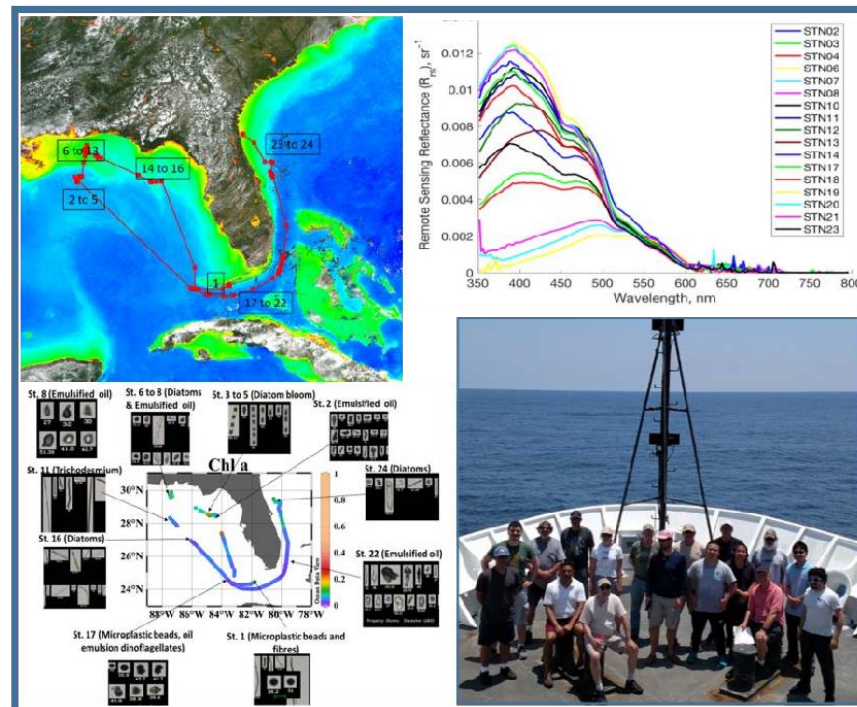 6 to 13
14 to 16
23 to 24
2 to 5
1
17 to 22
0.012
0.01
0.008
0.006
0.004
0.002
0
350 400 450 500 550 600 650 700 750 800
Remote Sensing Reflectance (Rrs), sr-1
Wavelength, nm
STN02
STN03
STN04
STN06
STN07
STN08
STN10
STN11
STN12
STN13
STN14
STN17
STN18
STN19
STN20
STN21
STN23
St. 8 (Emulsified oil)
St. 6 to 8 (Diatoms
& Emulsified oil)
St. 3 to 5 (Diatom bloom)
St. 2 (Emulsified oil)
St. 11 (Trichodesmium)
Chl a
St. 24 (Diatoms)
St. 16 (Diatoms)
St. 22 (Emulsified oil)
30°N
28°N
26°N
24°N
88°W 86°W 84°W 82°W 80°W 78°W
1
0.8
0.6
0.4
0.2
0
Ocean Data View
St. 17 (Microplastic beads, oil
emulsion dinoflagellates)
St. 1 (Microplastic beads and
fibres)